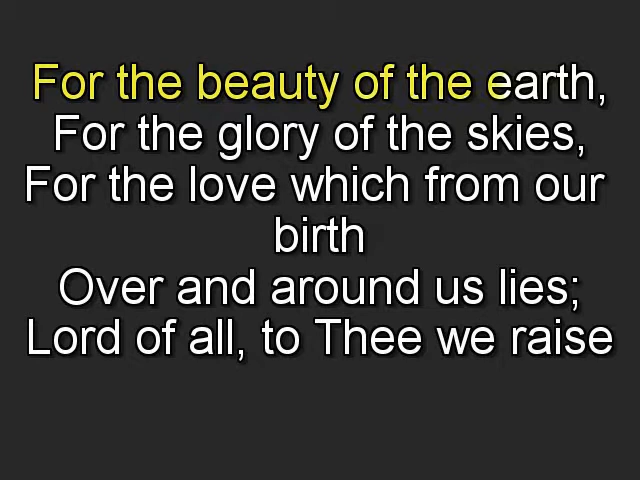 For the beauty of the earth,
For the glory of the skies,
For the love which from our
birth
Over and around us lies;
Lord of all, to Thee we raise